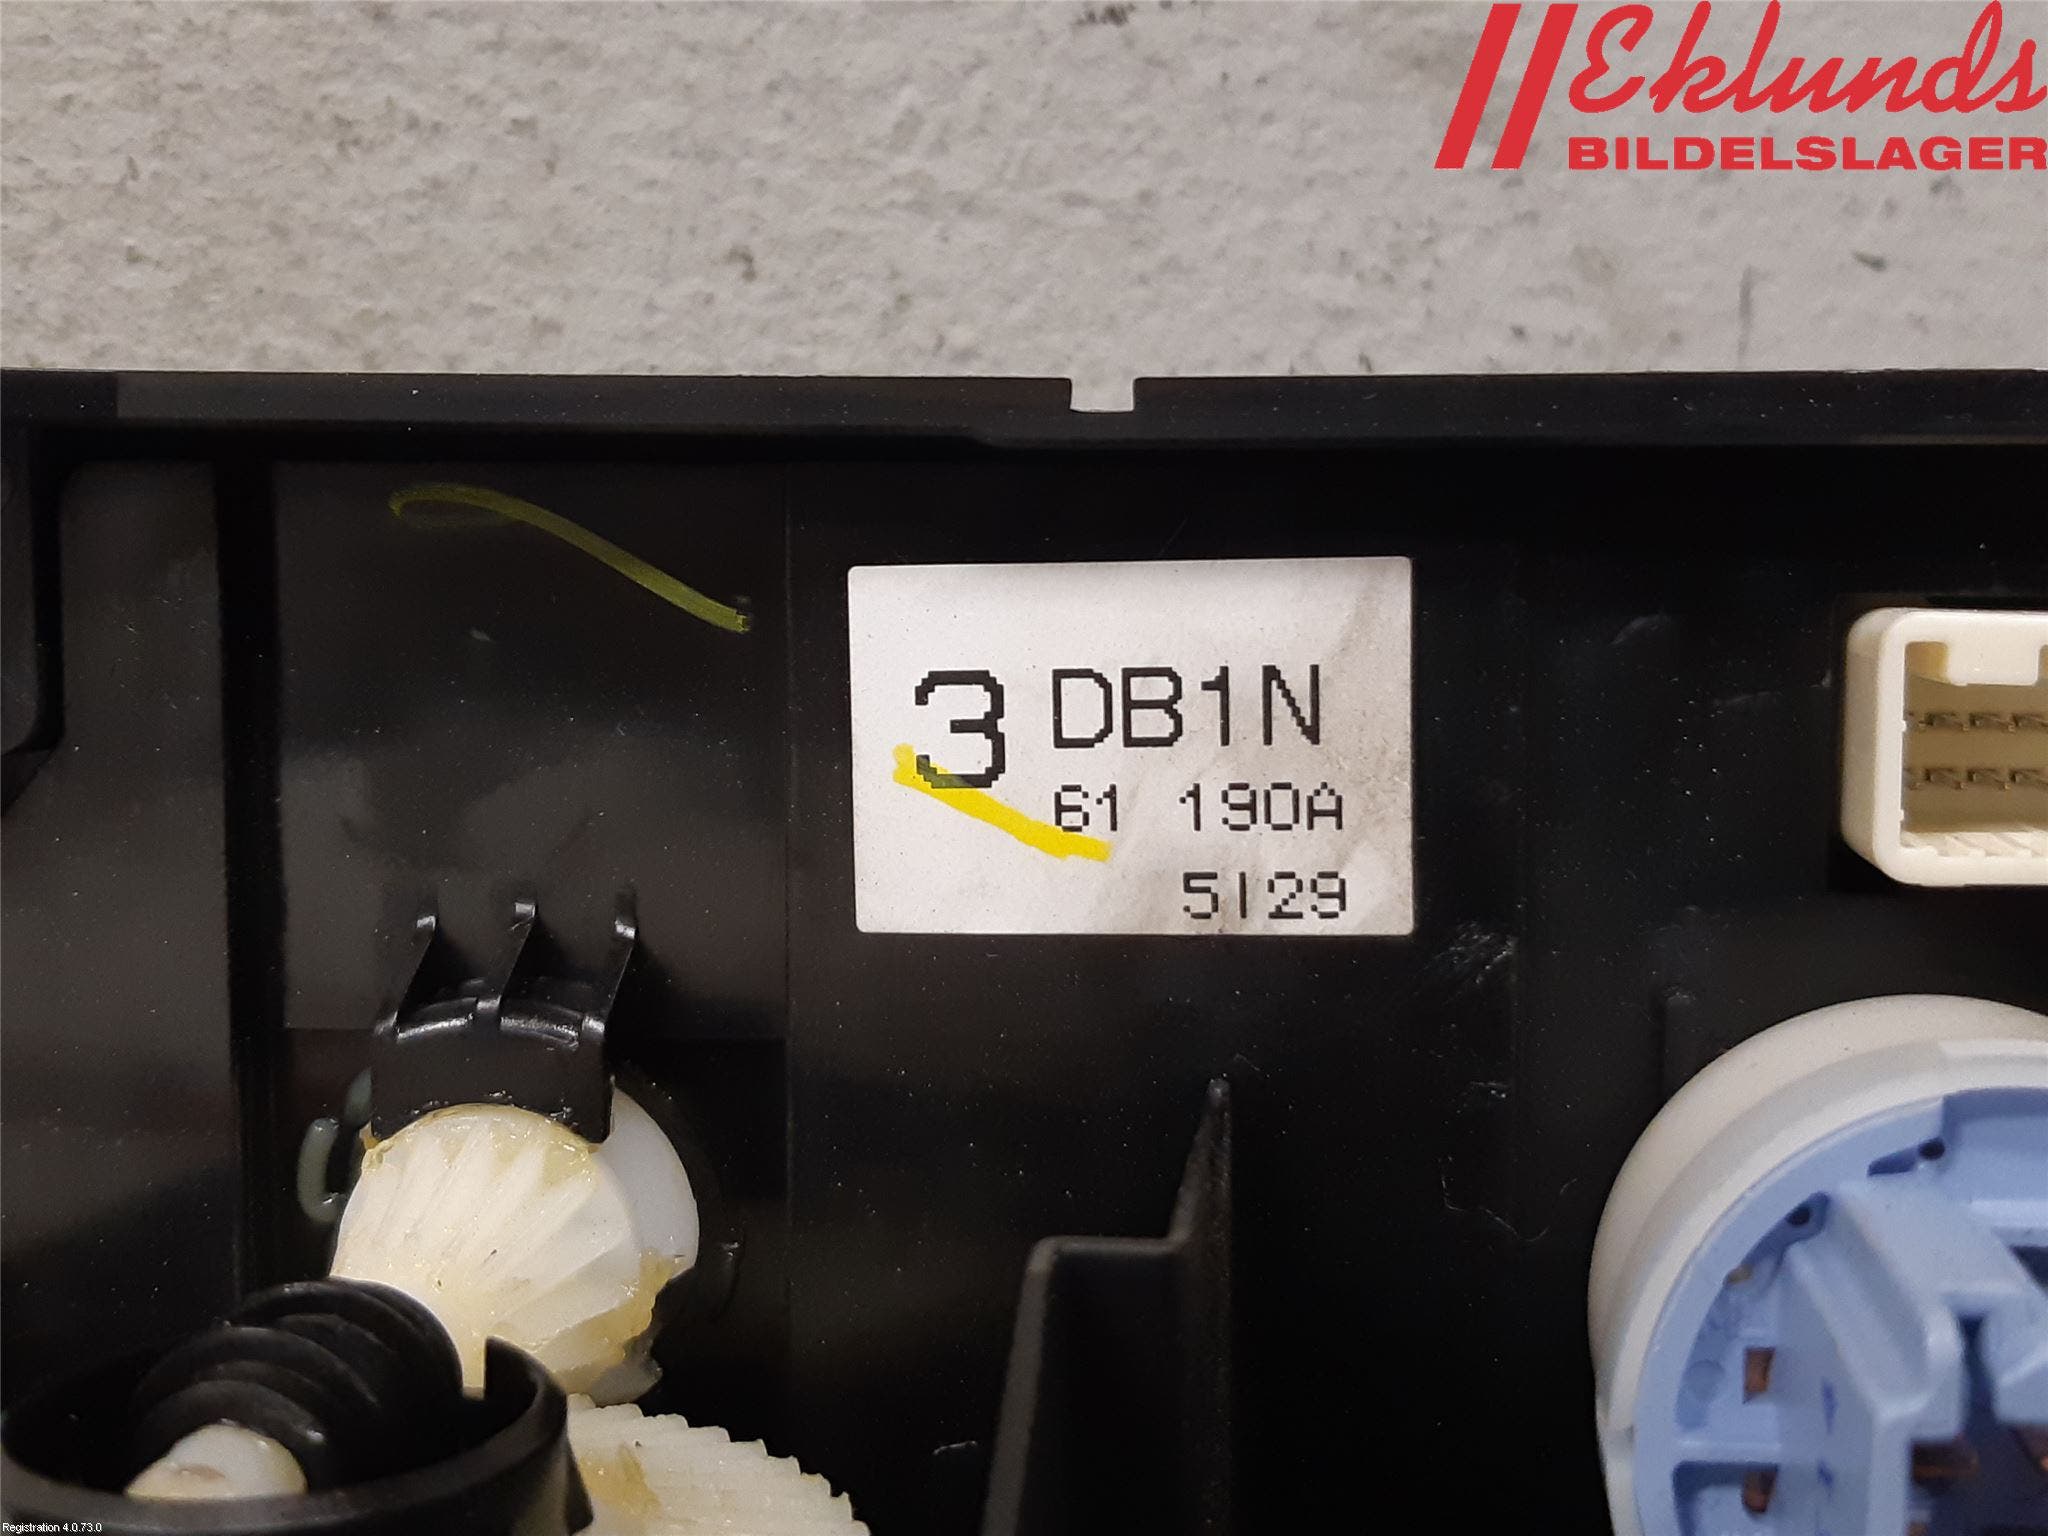 Eklunds
BILDELSLAGER
3 DB1N
61 190A
5129
Registration 4.0.73.0